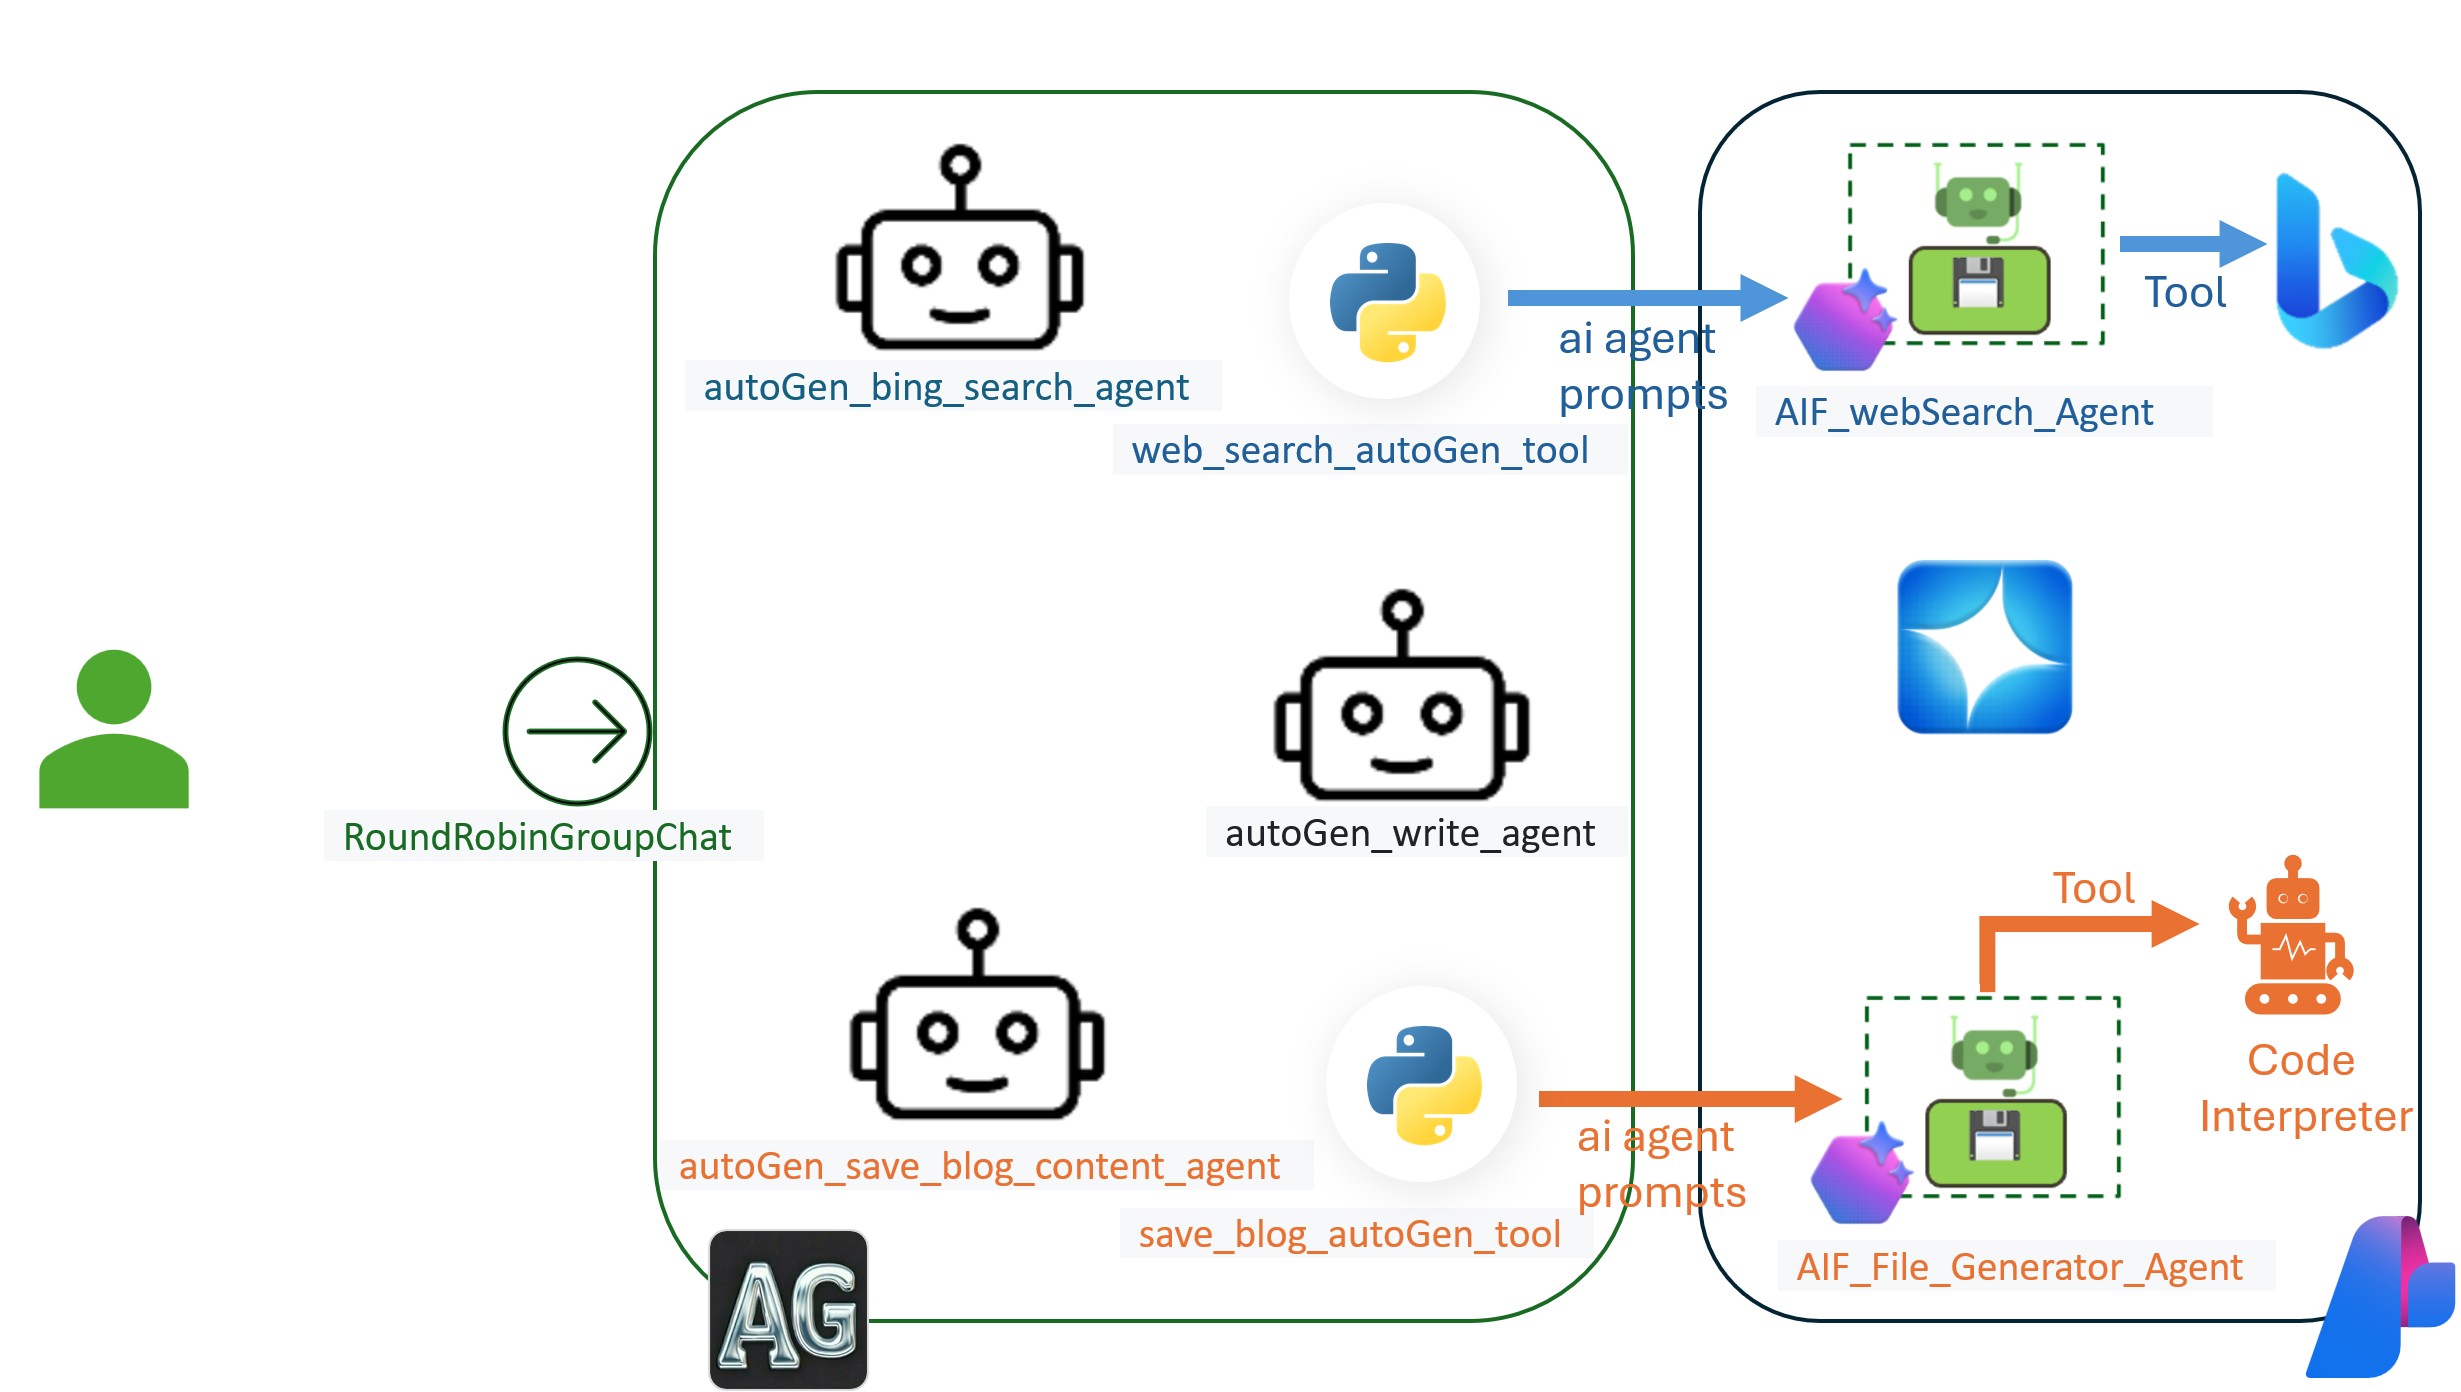 autoGen_bing_search_agent
web_search_autoGen_tool
ai agent
prompts
AIF_webSearch_Agent
Tool
RoundRobinGroupChat
autoGen_write_agent
Tool
Code
Interpreter
autoGen_save_blog_content_agent
save_blog_autoGen_tool
ai agent
prompts
AIF_File_Generator_Agent
AG